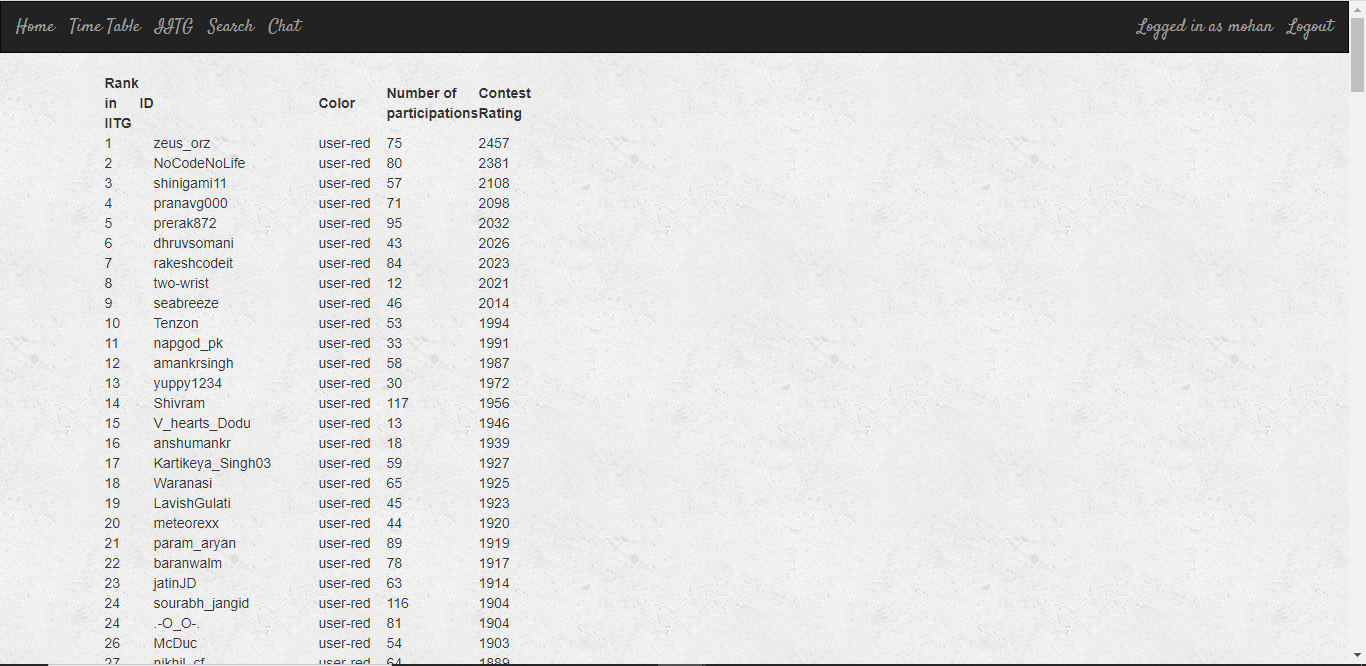 Home Time Table IITG Search Chat Logged in as mohan Logout
Rank in IITG ID Color Number of participations Contest Rating
1 zeus_orz user-red 75 2457
2 NoCodeNoLife user-red 80 2381
3 shinigami11 user-red 57 2108
4 pranavg000 user-red 71 2098
5 prerak872 user-red 95 2032
6 dhruvsomani user-red 43 2026
7 rakeshcodeit user-red 84 2023
8 two-wrist user-red 12 2021
9 seabreeze user-red 46 2014
10 Tenzon user-red 53 1994
11 napgod_pk user-red 33 1991
12 amankrsingh user-red 58 1987
13 yuppy1234 user-red 30 1972
14 Shivram user-red 117 1956
15 V_hearts_Dodu user-red 13 1946
16 anshumankr user-red 18 1939
17 Kartikeya_Singh03 user-red 59 1927
18 Waranasi user-red 65 1925
19 LavishGulati user-red 45 1923
20 meteorexx user-red 44 1920
21 param_aryan user-red 89 1919
22 baranwalm user-red 78 1917
23 jatinJD user-red 63 1914
24 sourabh_jangid user-red 116 1904
24 .-O_O-. user-red 81 1904
26 McDuc user-red 54 1903
27 nikhil_cf user-red 64 1889